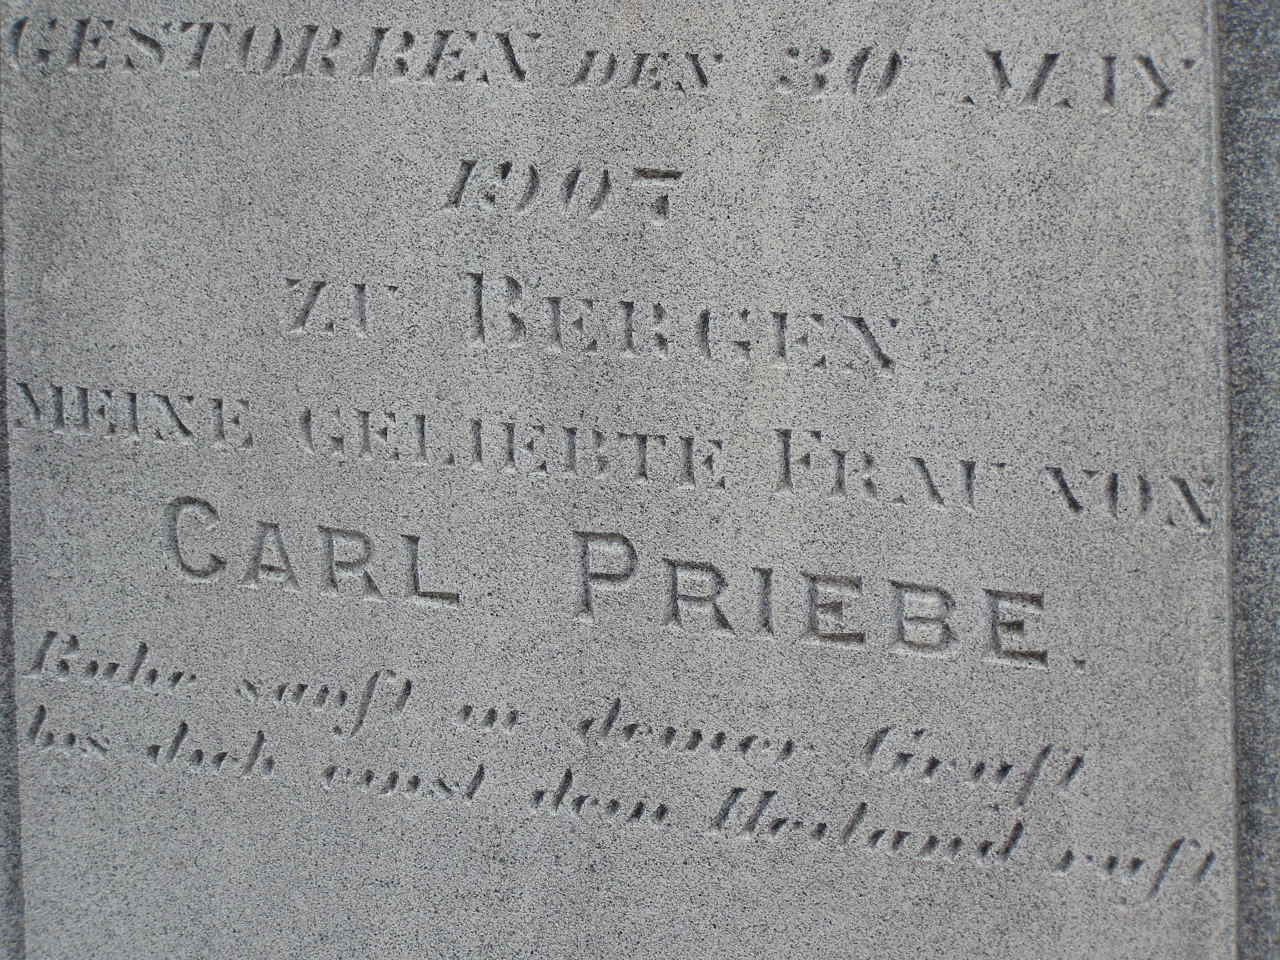 GESTORBEN DEN 30 MAY
1907
ZU BERGEN
MEINE GELIEBTE FRAU VON
CARL PRIEBE.
Ruhe sanft in deiner Gruft
bis dich einst dein Heiland ruft